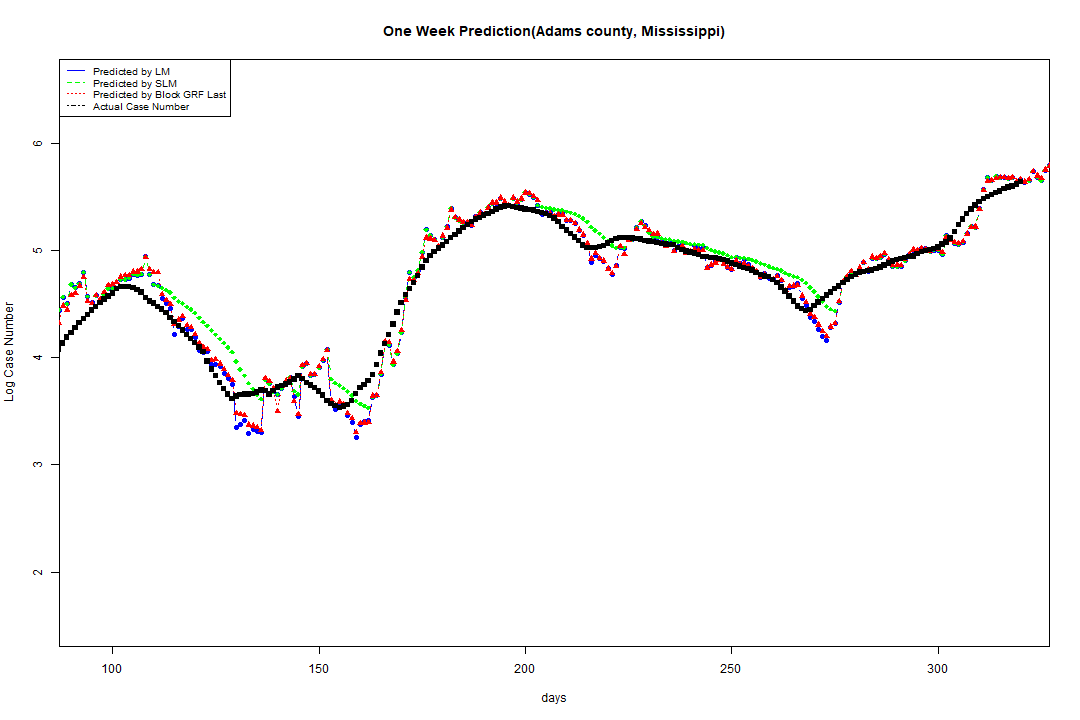 One Week Prediction(Adams county, Mississippi)
Predicted by LM
Predicted by SLM
Predicted by Block GRF Last
Actual Case Number
6
5
4
3
2
Log Case Number
100 150 200 250 300
days